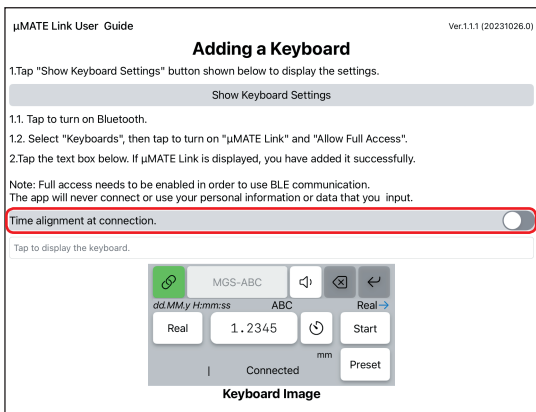 µMATE Link User Guide
Ver.1.1.1 (20231026.0)
Adding a Keyboard
1.Tap "Show Keyboard Settings" button shown below to display the settings.
Show Keyboard Settings
1.1. Tap to turn on Bluetooth.
1.2. Select "Keyboards", then tap to turn on "µMATE Link" and "Allow Full Access".
2.Tap the text box below. If µMATE Link is displayed, you have added it successfully.
Note: Full access needs to be enabled in order to use BLE communication.
The app will never connect or use your personal information or data that you input.
Time alignment at connection.
Tap to display the keyboard.
MGS-ABC
dd.MM.y H:mm:ss ABC Real→
Real 1.2345 Start
mm
| Connected Preset
Keyboard Image